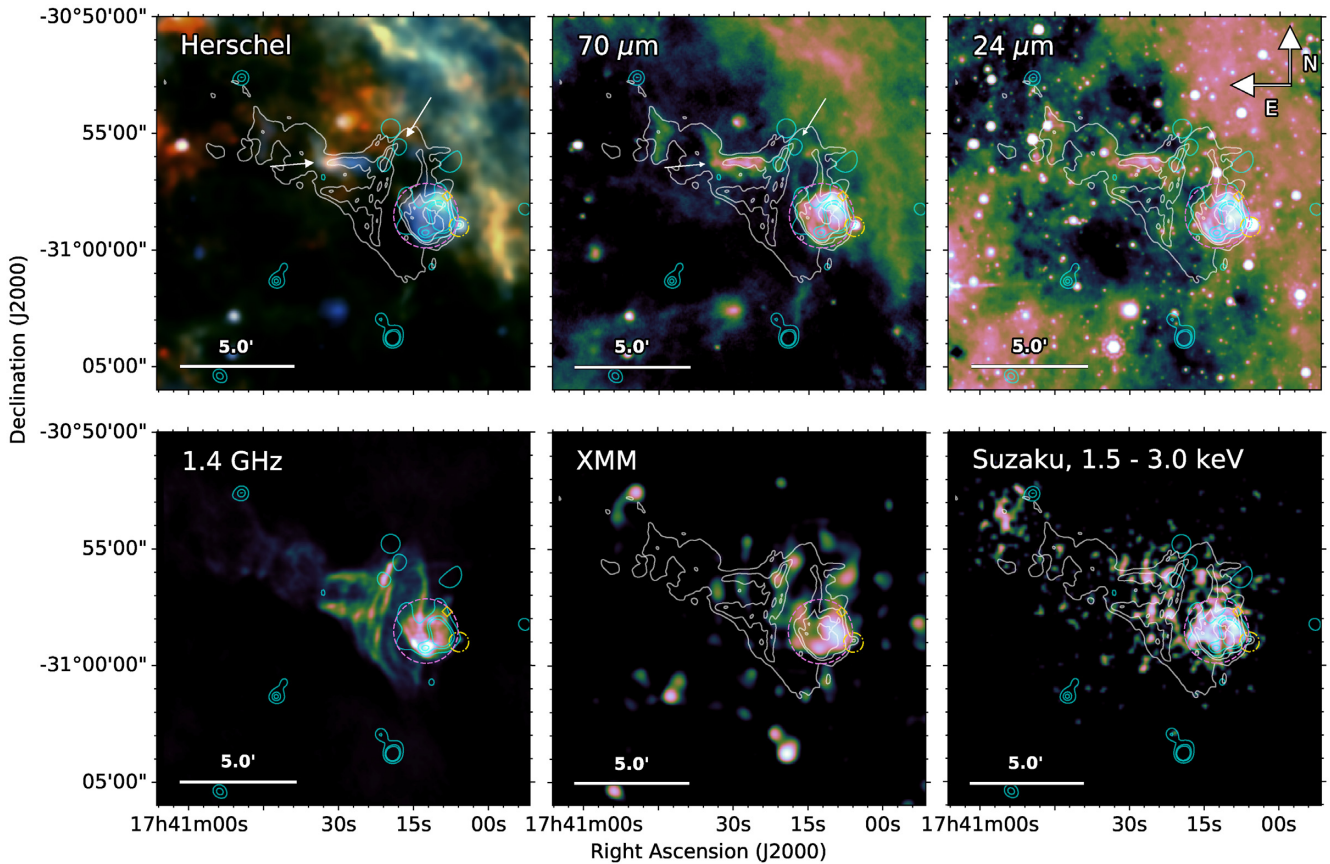 Herschel
70 μm
24 μm
N
E
-30°50'00"
55'00"
-31°00'00"
05'00"
5.0'
5.0'
5.0'
Declination (J2000)
1.4 GHz
XMM
Suzaku, 1.5 - 3.0 keV
-30°50'00"
55'00"
-31°00'00"
05'00"
5.0'
5.0'
5.0'
17h41m00s 30s 15s 00s
17h41m00s 30s 15s 00s
17h41m00s 30s 15s 00s
Right Ascension (J2000)